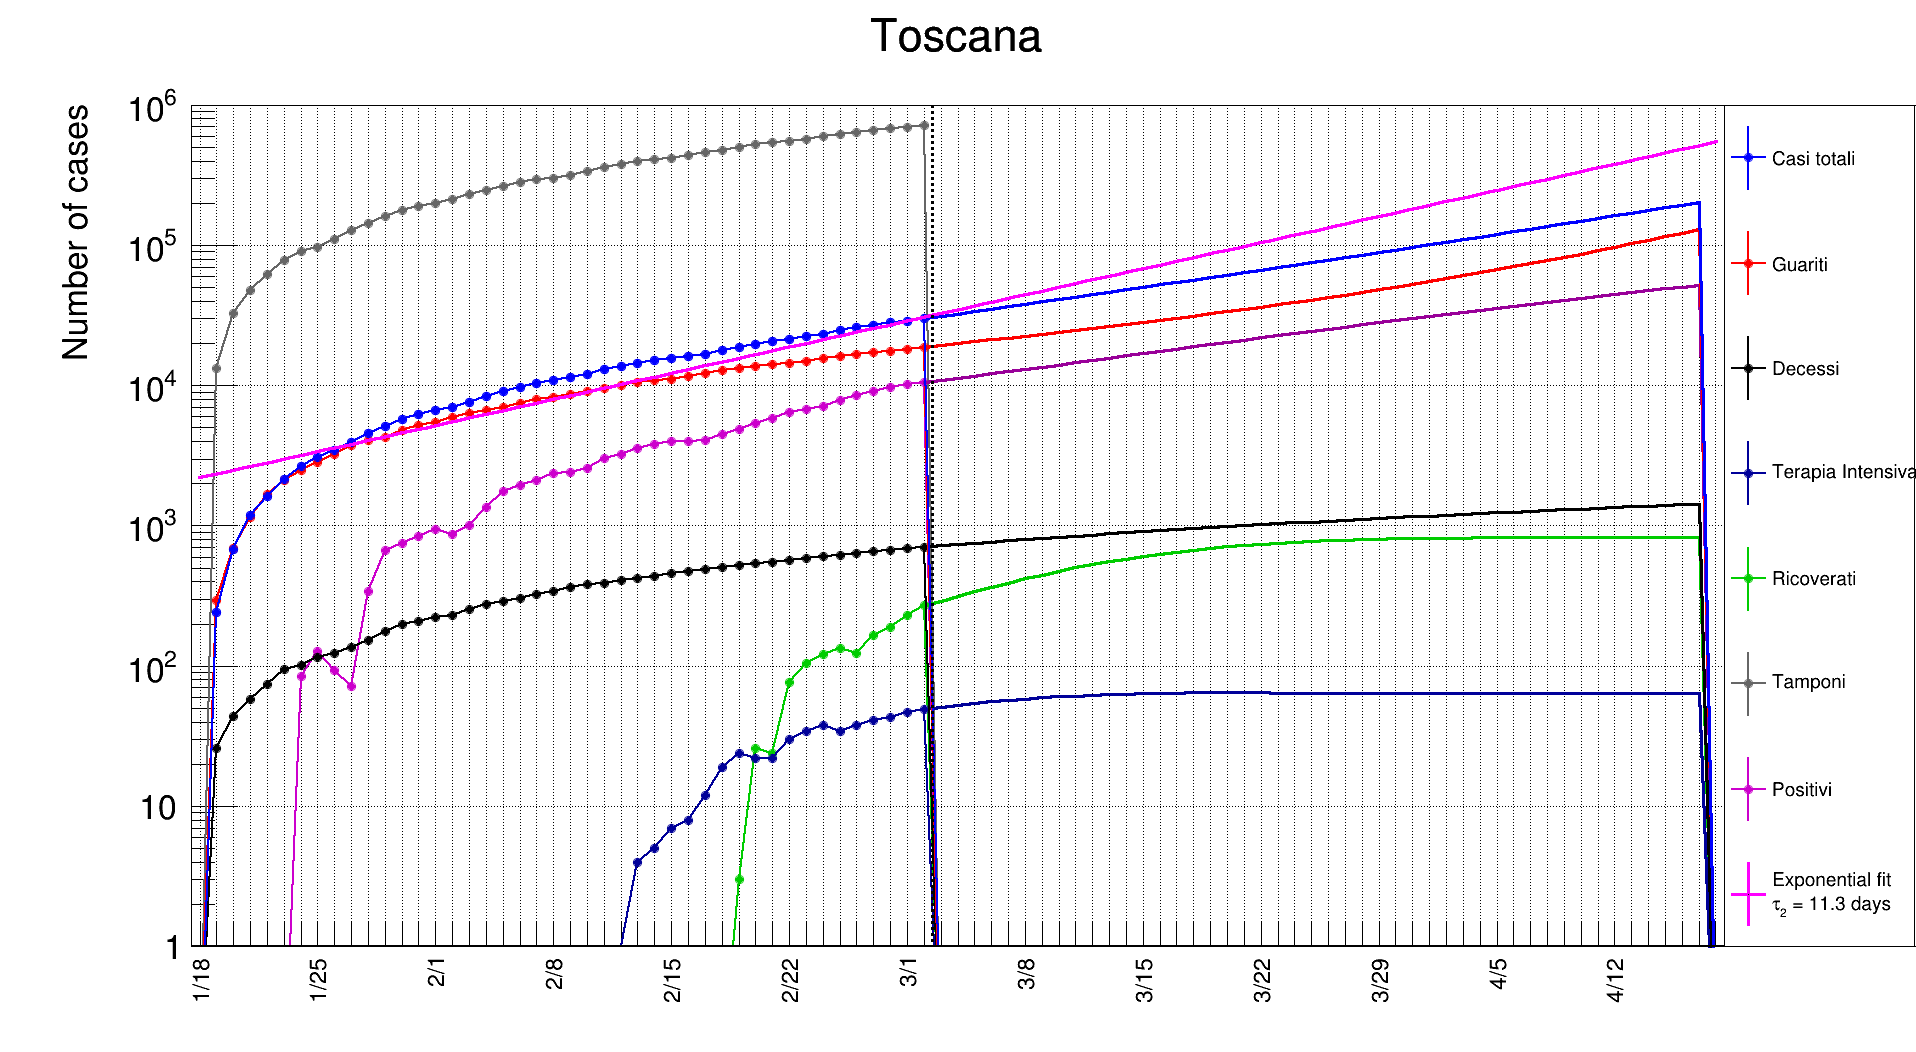 Toscana
Number of cases
10^6
10^5
10^4
10^3
10^2
10
1
1/18
1/25
2/1
2/8
2/15
2/22
3/1
3/8
3/15
3/22
3/29
4/5
4/12
Casi totali
Guariti
Decessi
Terapia Intensiva
Ricoverati
Tamponi
Positivi
Exponential fit
τ₂ = 11.3 days